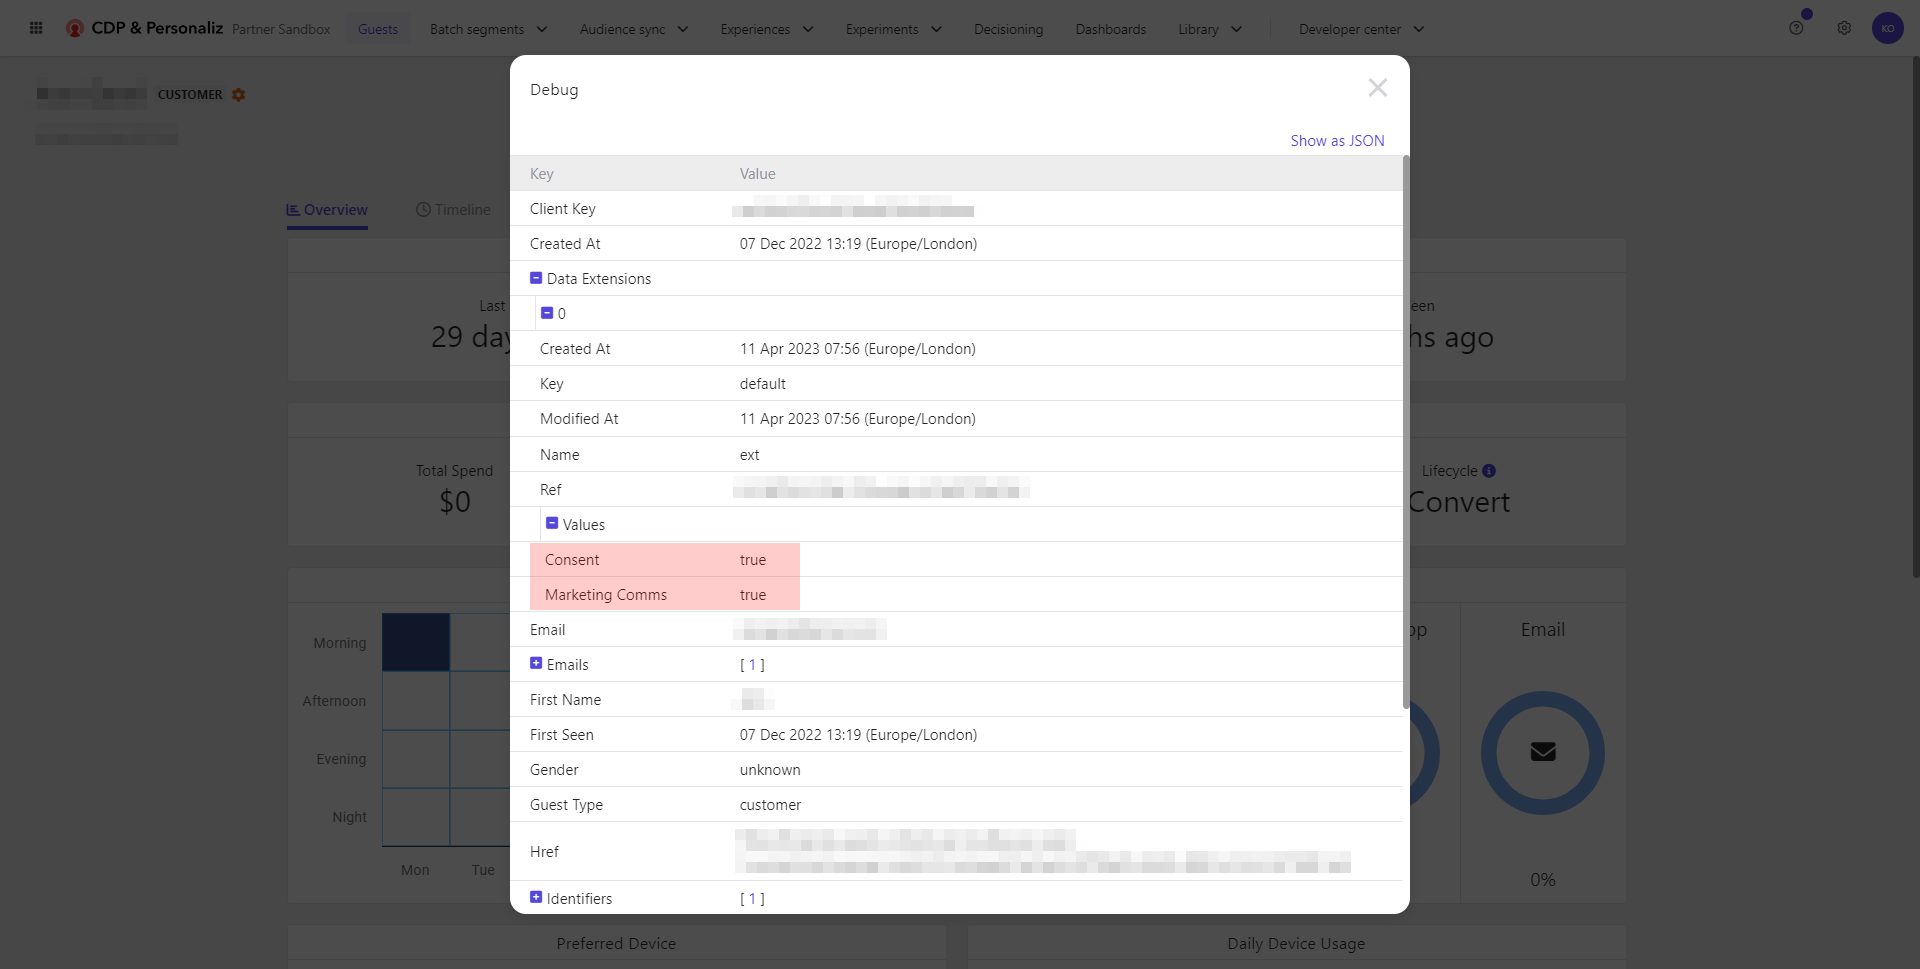 CDP & Personaliz Partner Sandbox Guests Batch segments Audience sync Experiences Experiments Decisioning Dashboards Library Developer center KO
CUSTOMER
Debug
Show as JSON
Key Value
Client Key
Overview Timeline
Created At 07 Dec 2022 13:19 (Europe/London)
Data Extensions
Last
een
0
29 day
hs ago
Created At 11 Apr 2023 07:56 (Europe/London)
Key default
Modified At 11 Apr 2023 07:56 (Europe/London)
Name ext
Total Spend
Lifecycle
Ref
$0
Convert
Values
Consent true
Marketing Comms true
Email
Morning
pp
Email
Emails [ 1 ]
First Name
Afternoon
First Seen 07 Dec 2022 13:19 (Europe/London)
Evening
Gender unknown
Guest Type customer
Night
Href
Mon Tue
0%
Identifiers [ 1 ]
Preferred Device
Daily Device Usage